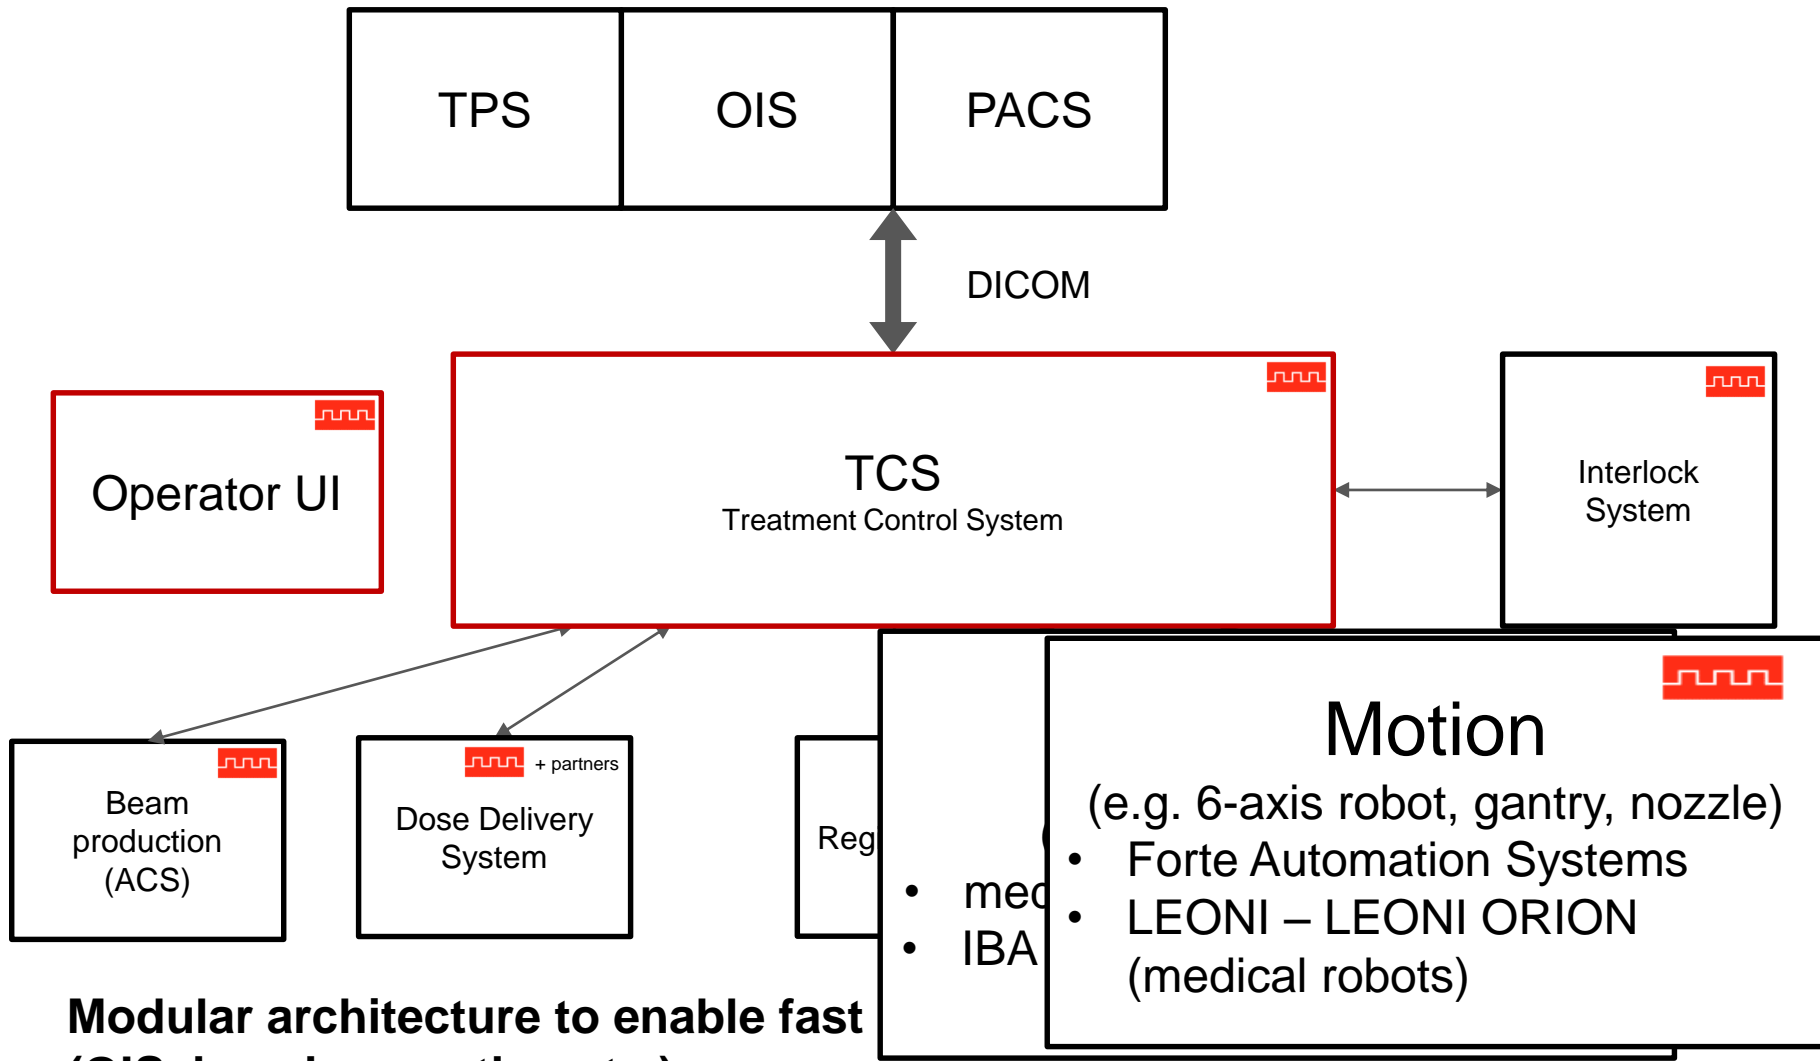 TPS
OIS
PACS
DICOM
Operator UI
TCS
Treatment Control System
Interlock
System
Beam
production
(ACS)
+ partners
Dose Delivery
System
Motion
(e.g. 6-axis robot, gantry, nozzle)
• Forte Automation Systems
• LEONI – LEONI ORION
(medical robots)
• IBA
Modular architecture to enable fast